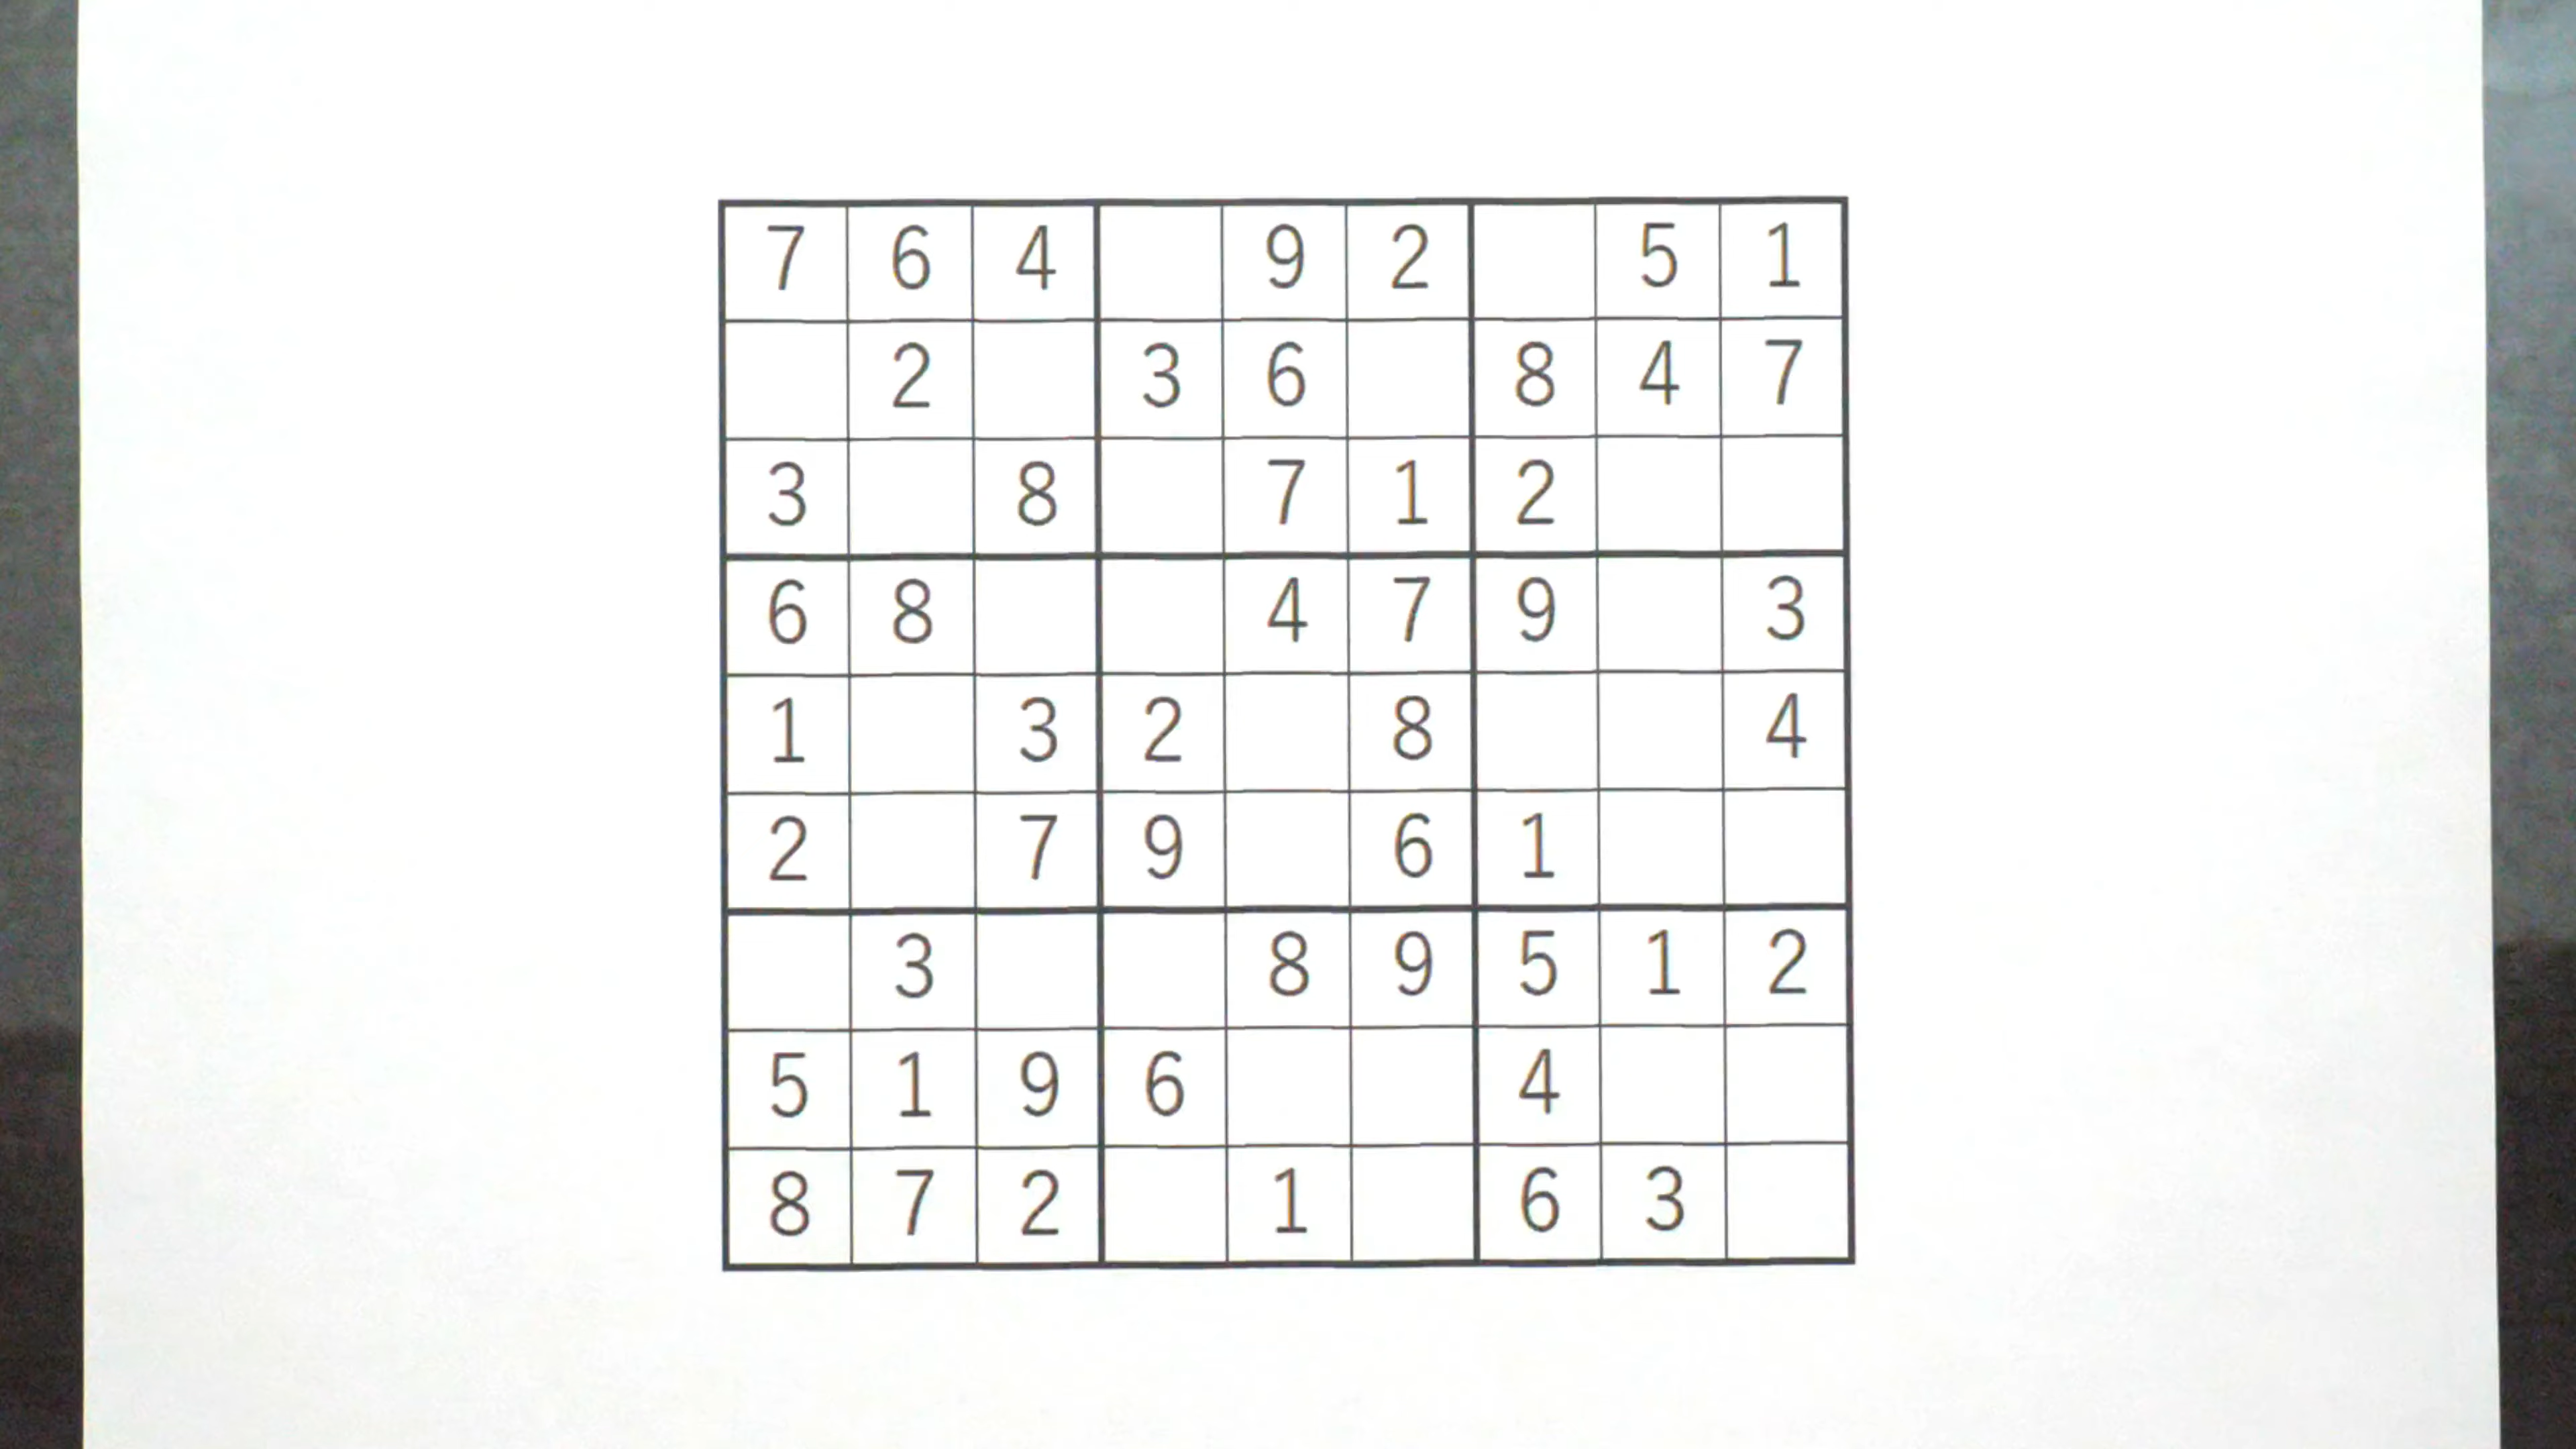 7 6 4 9 2 5 1
2 3 6 8 4 7
3 8 7 1 2
6 8 4 7 9 3
1 3 2 8 4
2 7 9 6 1
3 8 9 5 1 2
5 1 9 6 4
8 7 2 1 6 3